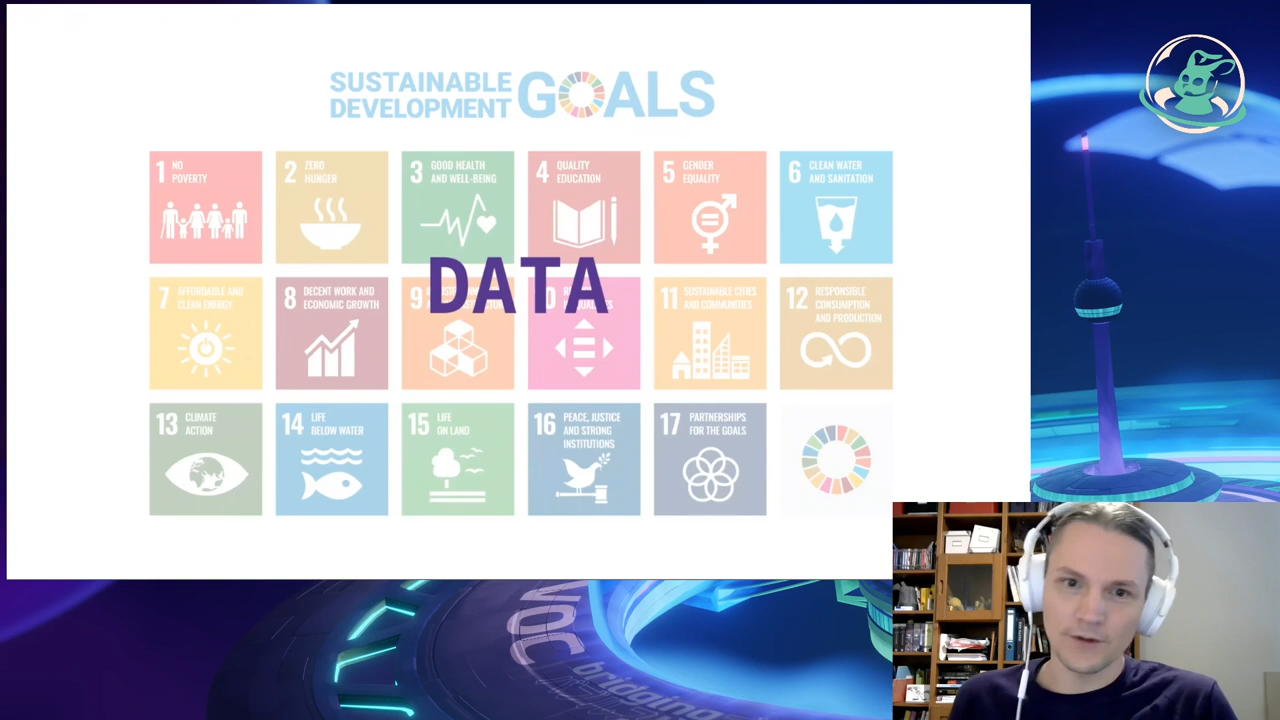 SUSTAINABLE
DEVELOPMENT
GOALS
1 NO
POVERTY
2 ZERO
HUNGER
3 GOOD HEALTH
AND WELL-BEING
4 QUALITY
EDUCATION
5 GENDER
EQUALITY
6 CLEAN WATER
AND SANITATION
DATA
7 AFFORDABLE AND
CLEAN ENERGY
8 DECENT WORK AND
ECONOMIC GROWTH
9
11 SUSTAINABLE CITIES
AND COMMUNITIES
12 RESPONSIBLE
CONSUMPTION
AND PRODUCTION
13 CLIMATE
ACTION
14 LIFE
BELOW WATER
15 LIFE
ON LAND
16 PEACE, JUSTICE
AND STRONG
INSTITUTIONS
17 PARTNERSHIPS
FOR THE GOALS
VOC